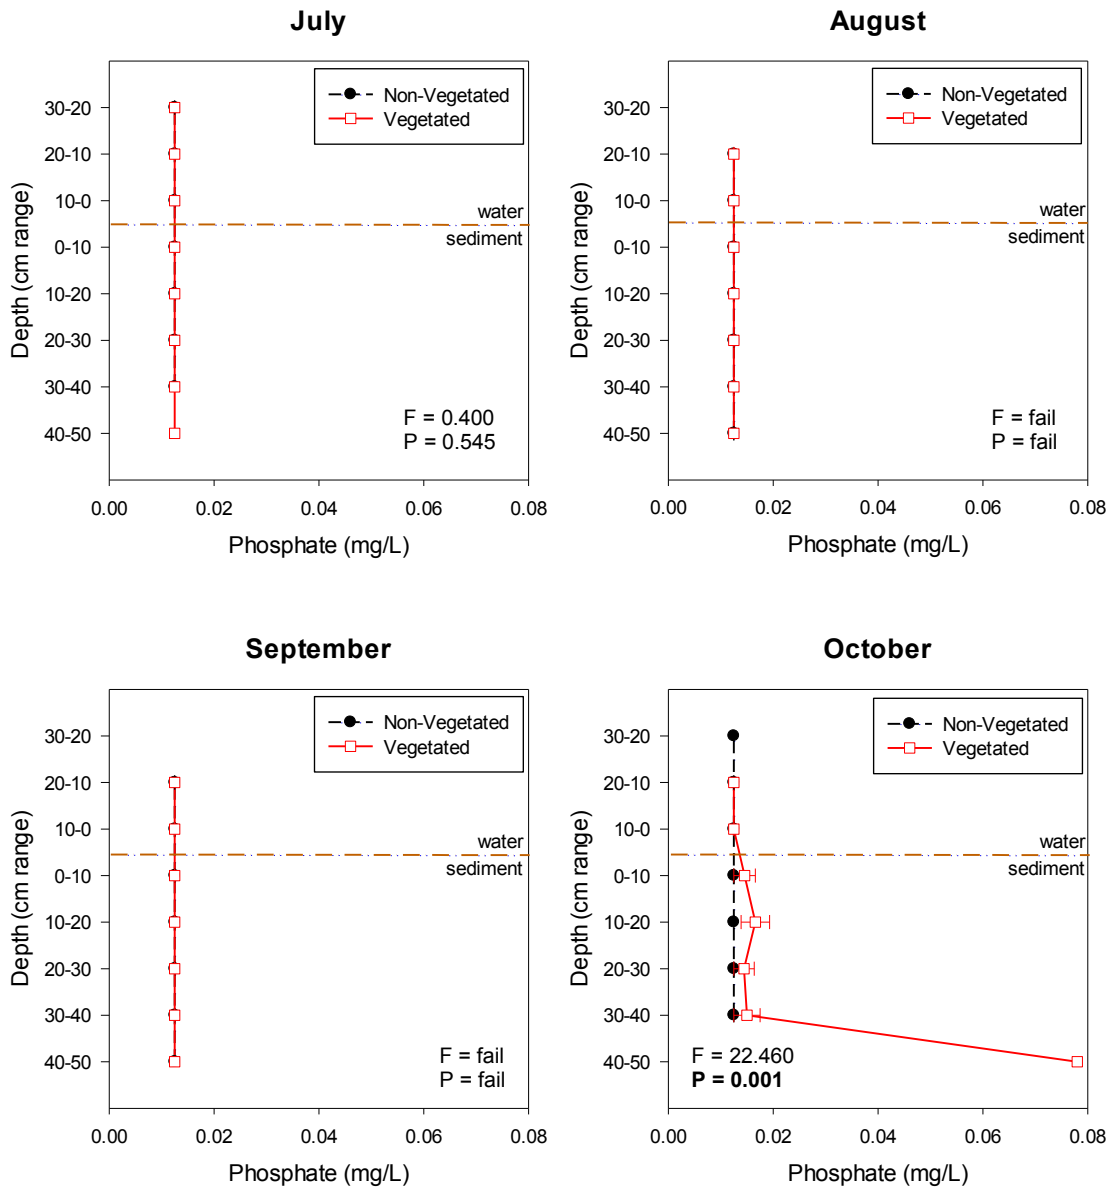 July
Non-Vegetated
Vegetated
30-20
20-10
10-0
0-10
10-20
20-30
30-40
40-50
Depth (cm range)
water
sediment
F = 0.400
P = 0.545
0.00 0.02 0.04 0.06 0.08
Phosphate (mg/L)
August
Non-Vegetated
Vegetated
30-20
20-10
10-0
0-10
10-20
20-30
30-40
40-50
Depth (cm range)
water
sediment
F = fail
P = fail
0.00 0.02 0.04 0.06 0.08
Phosphate (mg/L)
September
Non-Vegetated
Vegetated
30-20
20-10
10-0
0-10
10-20
20-30
30-40
40-50
Depth (cm range)
water
sediment
F = fail
P = fail
0.00 0.02 0.04 0.06 0.08
Phosphate (mg/L)
October
Non-Vegetated
Vegetated
30-20
20-10
10-0
0-10
10-20
20-30
30-40
40-50
Depth (cm range)
water
sediment
F = 22.460
P = 0.001
0.00 0.02 0.04 0.06 0.08
Phosphate (mg/L)